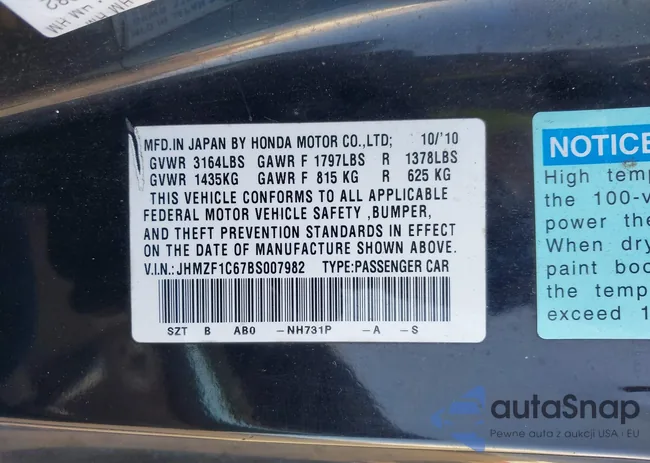 MFD.IN JAPAN BY HONDA MOTOR CO.,LTD; 10/'10
GVWR 3164LBS GAWR F 1797LBS R 1378LBS
GVWR 1435KG GAWR F 815 KG R 625 KG
THIS VEHICLE CONFORMS TO ALL APPLICABLE
FEDERAL MOTOR VEHICLE SAFETY ,BUMPER,
AND THEFT PREVENTION STANDARDS IN EFFECT
ON THE DATE OF MANUFACTURE SHOWN ABOVE.
V.I.N.:JHMZF1C67BS007982 TYPE:PASSENGER CAR
SZT B AB0 -NH731P -A -S
NOTICE
High temp
the 100-v
power the
When dry
paint boo
the temp
exceed 1
autaSnap
Pewne auta z aukcji USA i EU